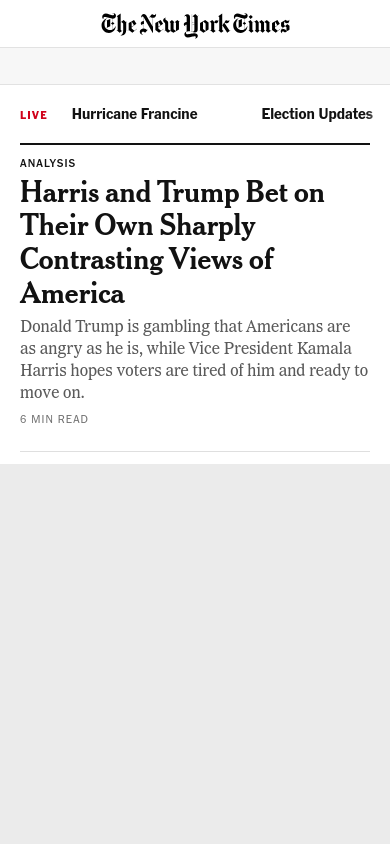 The New York Times
LIVE Hurricane Francine Election Updates
ANALYSIS
Harris and Trump Bet on
Their Own Sharply
Contrasting Views of
America
Donald Trump is gambling that Americans are
as angry as he is, while Vice President Kamala
Harris hopes voters are tired of him and ready to
move on.
6 MIN READ